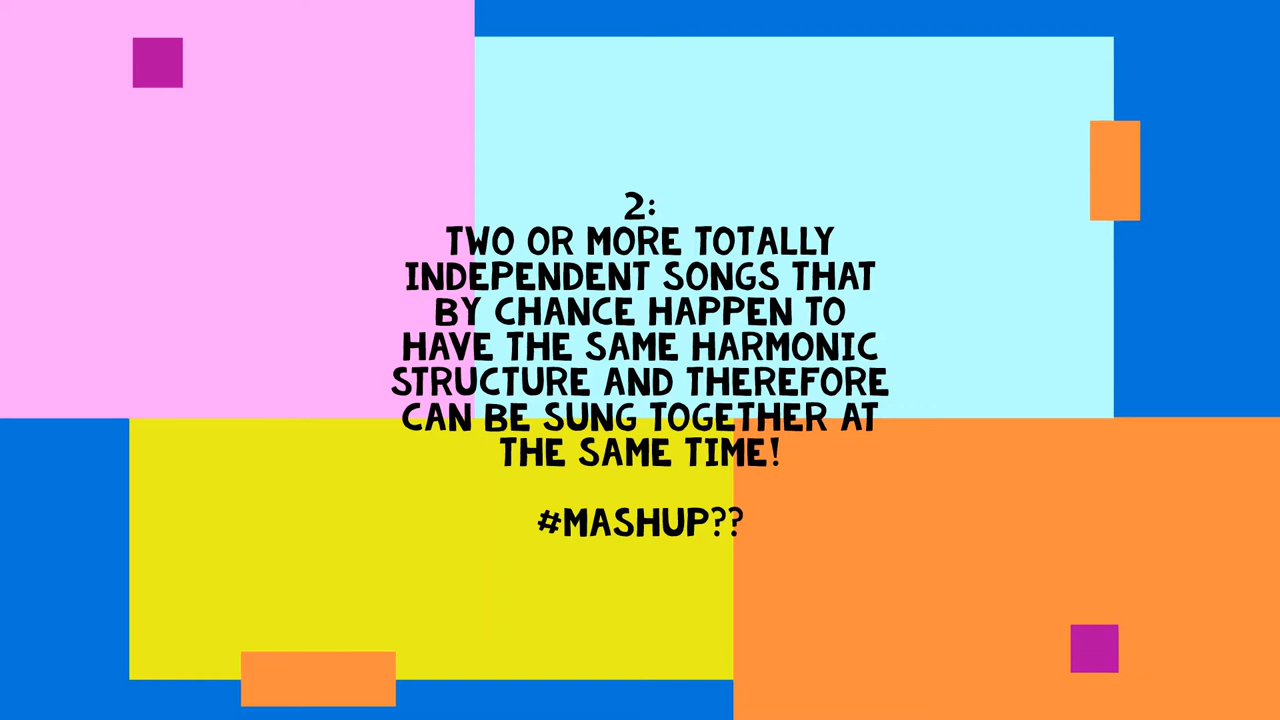 2:
TWO OR MORE TOTALLY
INDEPENDENT SONGS THAT
BY CHANCE HAPPEN TO
HAVE THE SAME HARMONIC
STRUCTURE AND THEREFORE
CAN BE SUNG TOGETHER AT
THE SAME TIME!
#MASHUP??